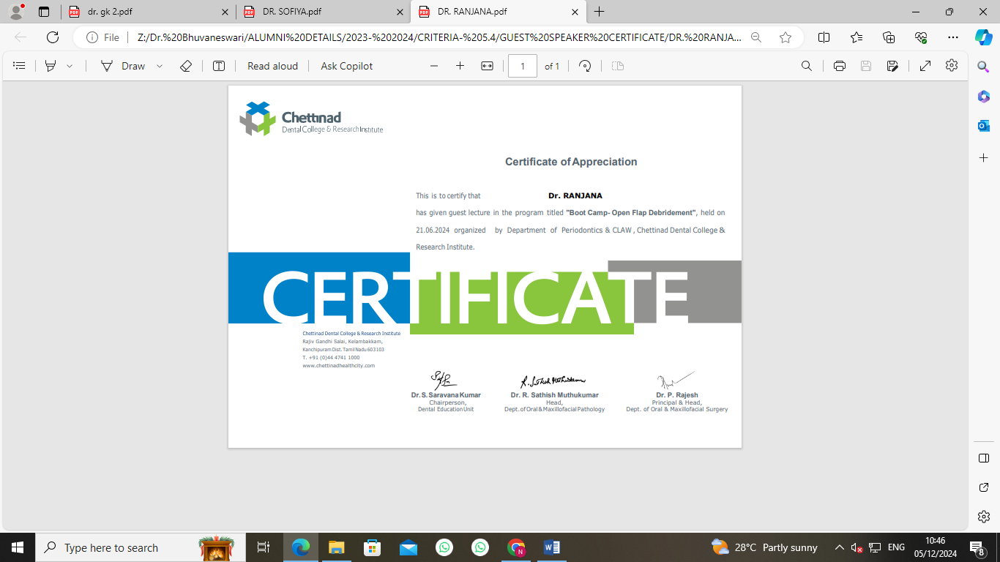 dr. gk 2.pdf
DR. SOFIYA.pdf
DR. RANJANA.pdf
File
Z:/Dr.%20Bhuvaneswari/ALUMNI%20DETAILS/2023-%202024/CRITERIA-%205.4/GUEST%20SPEAKER%20CERTIFICATE/DR.%20RANJA...
Draw
Read aloud
Ask Copilot
1 of 1
Chettinad
Dental College & Research Institute
Certificate of Appreciation
This is to certify that Dr. RANJANA
has given guest lecture in the program titled "Boot Camp- Open Flap Debridement", held on
21.06.2024 organized by Department of Periodontics & CLAW , Chettinad Dental College &
Research Institute.
CERTIFICATE
Chettinad Dental College & Research Institute
Rajiv Gandhi Salai, Kelambakkam,
Kanchipuram Dist. Tamil Nadu 603 103
T. +91 (0)44 4741 1000
www.chettinadhealthcity.com
R. Sathish Muthukumar
Dr. S. Saravana Kumar
Chairperson,
Dental Education Unit
Dr. R. Sathish Muthukumar
Head,
Dept. of Oral & Maxillofacial Pathology
Dr. P. Rajesh
Principal & Head,
Dept. of Oral & Maxillofacial Surgery
Type here to search
N
W
28°C Partly sunny
ENG
10:46
05/12/2024
8